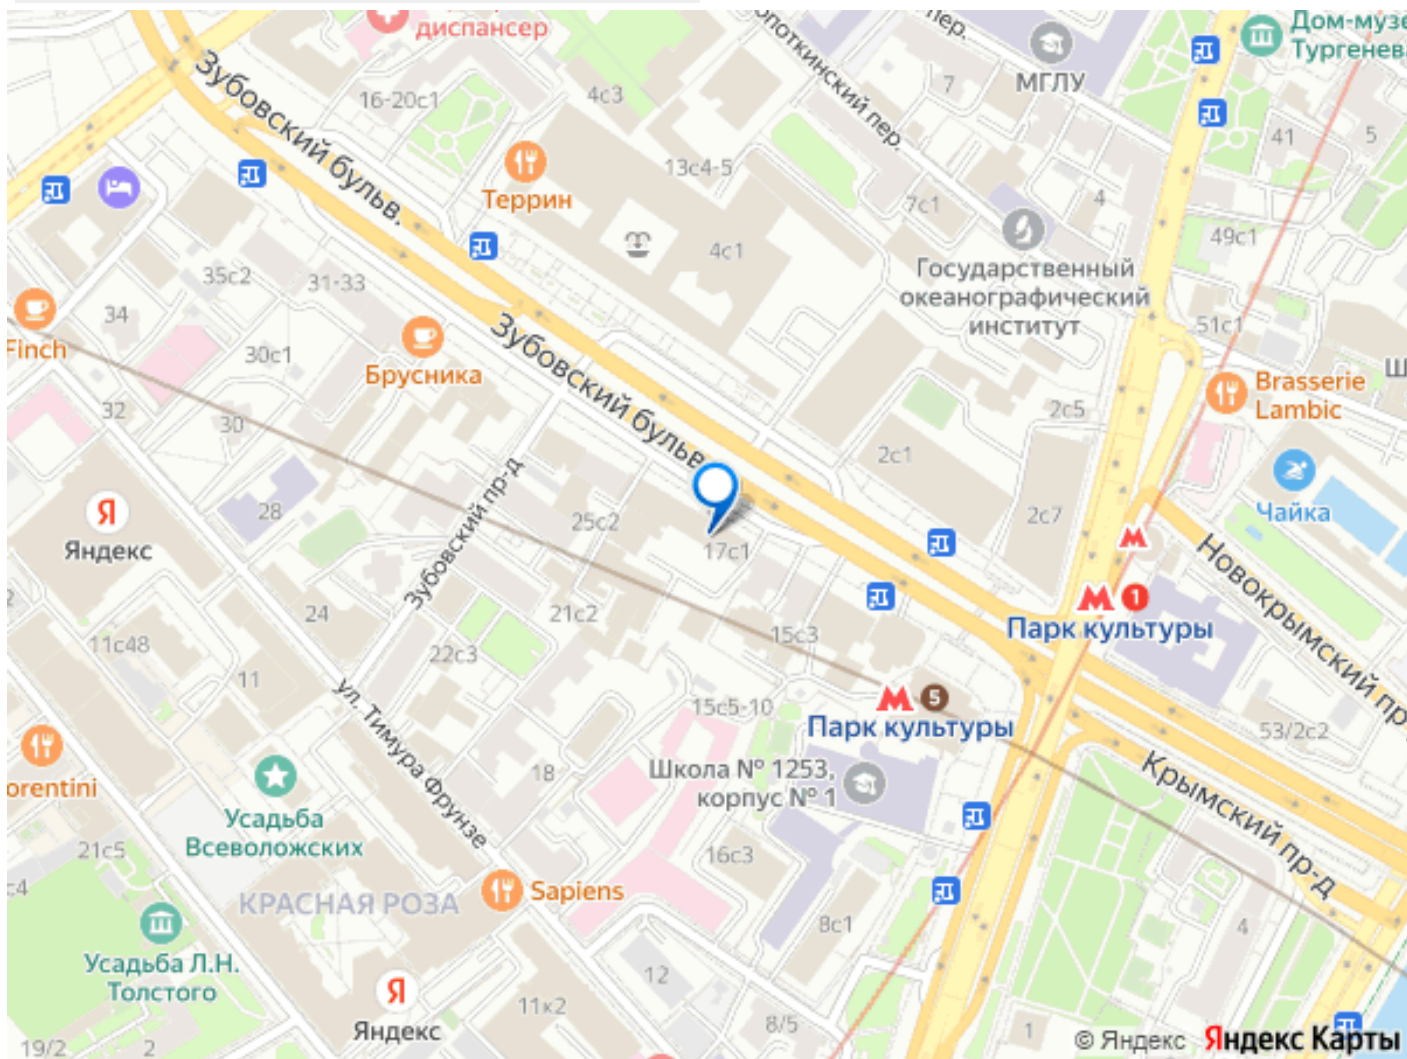 диспансер
опоткинский пер.
пер.
МГЛУ
Дом-музе
Тургенева
Зубовский бульв.
16-20с1
4с3
7
41
5
Террин
13с4-5
4
7с1
49с1
4с1
Государственный
океанографический
институт
35с2
31-33
34
51с1
Finch
30с1
Брусника
Зубовский бульв.
Brasserie
Lambic
Ш
32
30
2с5
2с1
Чайка
28
Я
Яндекс
Зубовский пр-д
25с2
17с1
2с7
М
М 1
Парк культуры
Новокрымский пр
24
21с2
15с3
11с48
22с3
11
М 5
Парк культуры
15с5-10
53/2с2
ул. Тимура Фрунзе
orentini
18
Школа № 1253,
корпус № 1
Крымский пр-д
Усадьба
Всеволожских
21с5
16с3
с4
КРАСНАЯ РОЗА
Sapiens
8с1
4
Усадьба Л.Н.
Толстого
12
Я
Яндекс
11к2
8/5
1
19/2
2
© Яндекс Яндекс Карты